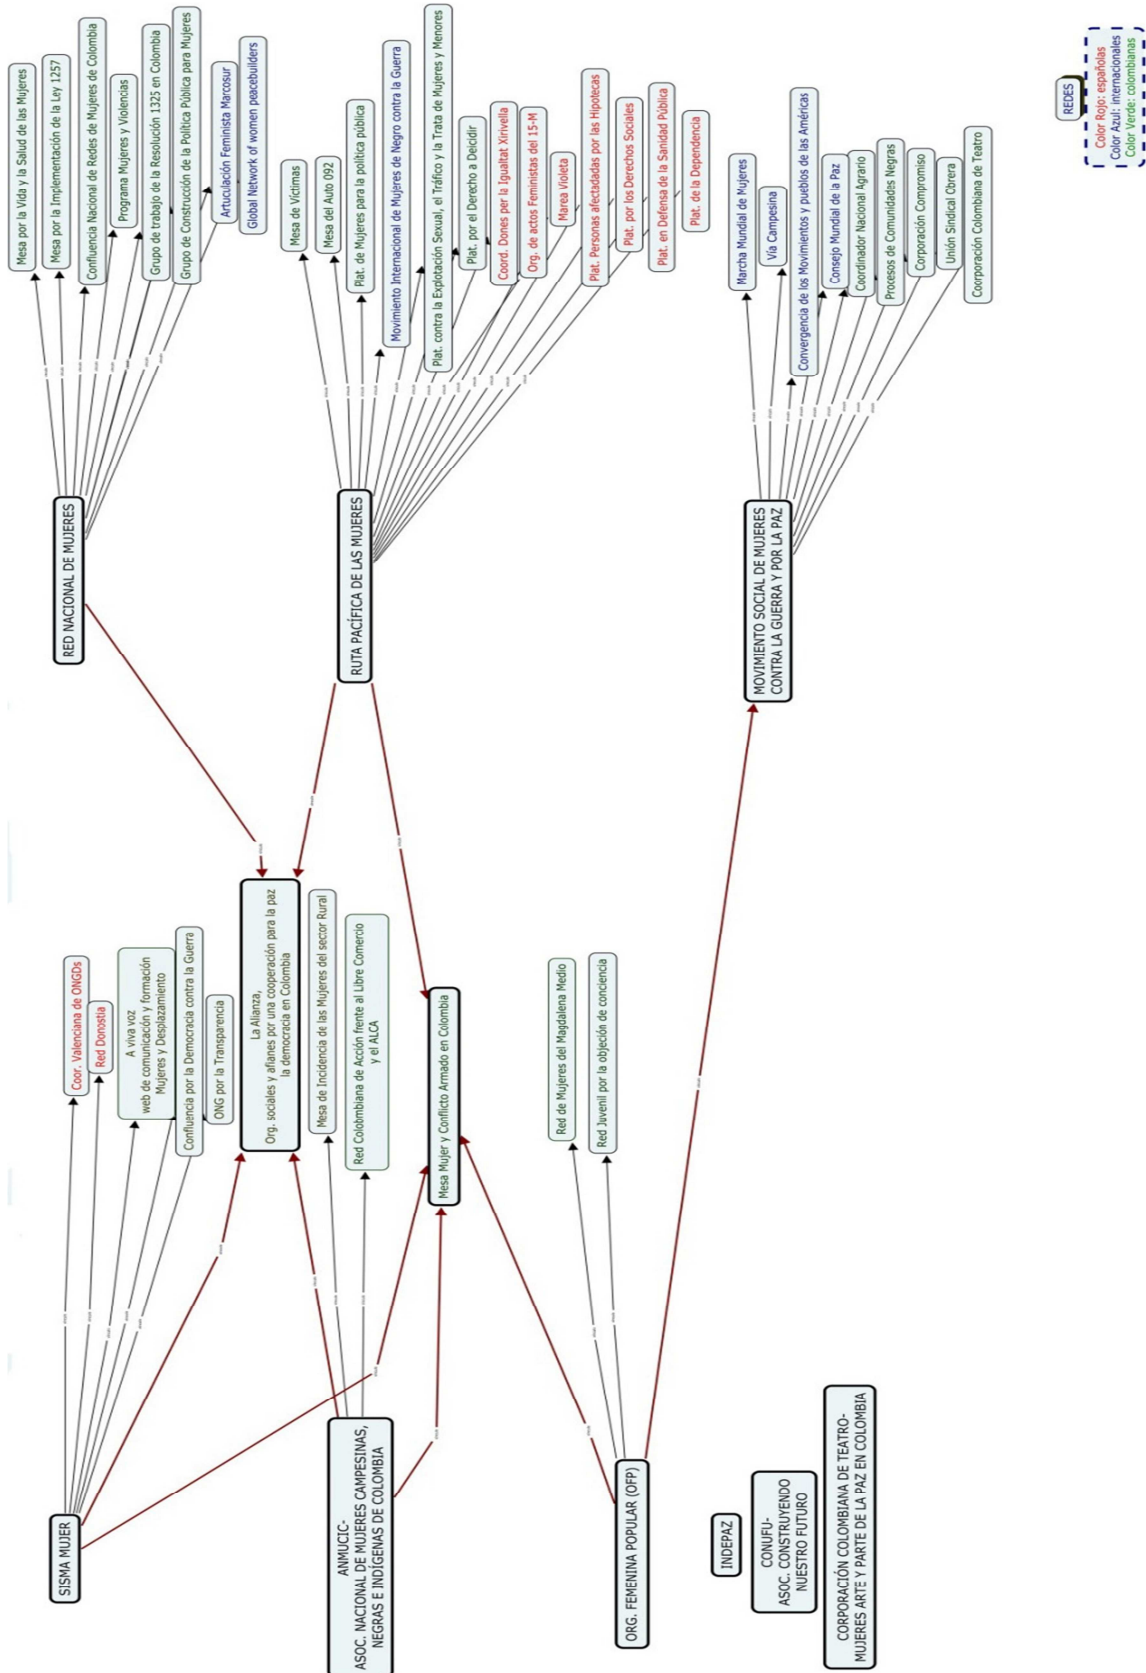 SISMA MUJER
Coor. Valenciana de ONGDs
Red Donostia
A viva voz
web de comunicación y formación
Mujeres y Desplazamiento
Confluencia por la Democracia contra la Guerra
ONG por la Transparencia
La Alianza,
Org. sociales y afianes por una cooperación para la paz
la democracia en Colombia
ANMUCIC-
ASOC. NACIONAL DE MUJERES CAMPESINAS,
NEGRAS E INDÍGENAS DE COLOMBIA
Mesa de Incidencia de las Mujeres del sector Rural
Red Colobmbiana de Acción frente al Libre Comercio
y el ALCA
Mesa Mujer y Conflicto Armado en Colombia
ORG. FEMENINA POPULAR (OFP)
Red de Mujeres del Magdalena Medio
Red Juvenil por la objeción de conciencia
INDEPAZ
CONUFU-
ASOC. CONSTRUYENDO
NUESTRO FUTURO
CORPORACIÓN COLOMBIANA DE TEATRO-
MUJERES ARTE Y PARTE DE LA PAZ EN COLOMBIA
RED NACIONAL DE MUJERES
Mesa por la Vida y la Salud de las Mujeres
Mesa por la Implementación de la Ley 1257
Confluencia Nacional de Redes de Mujeres de Colombia
Programa Mujeres y Violencias
Grupo de trabajo de la Resolución 1325 en Colombia
Grupo de Construcción de la Política Pública para Mujeres
Artuculación Feminista Marcosur
Global Network of women peacebuilders
RUTA PACÍFICA DE LAS MUJERES
Mesa de Víctimas
Mesa del Auto 092
Plat. de Mujeres para la política pública
Movimiento Internacional de Mujeres de Negro contra la Guerra
Plat. contra la Explotación Sexual, el Tráfico y la Trata de Mujeres y Menores
Plat. por el Derecho a Deicidir
Coord. Dones per la Igualtat Xirivella
Org. de actos Feministas del 15-M
Marea Violeta
Plat. Personas afectadadas por las Hipotecas
Plat. por los Derechos Sociales
Plat. en Defensa de la Sanidad Pública
Plat. de la Dependencia
MOVIMIENTO SOCIAL DE MUJERES
CONTRA LA GUERRA Y POR LA PAZ
Marcha Mundial de Mujeres
Vía Campesina
Convergencia de los Movimientos y pueblos de las Américas
Consejo Mundial de la Paz
Coordinador Nacional Agrario
Procesos de Comunidades Negras
Corporación Compromiso
Unión Sindical Obrera
Coorporación Colombiana de Teatro
REDES
Color Rojo: españolas
Color Azul: internacionales
Color Verde: colombianas